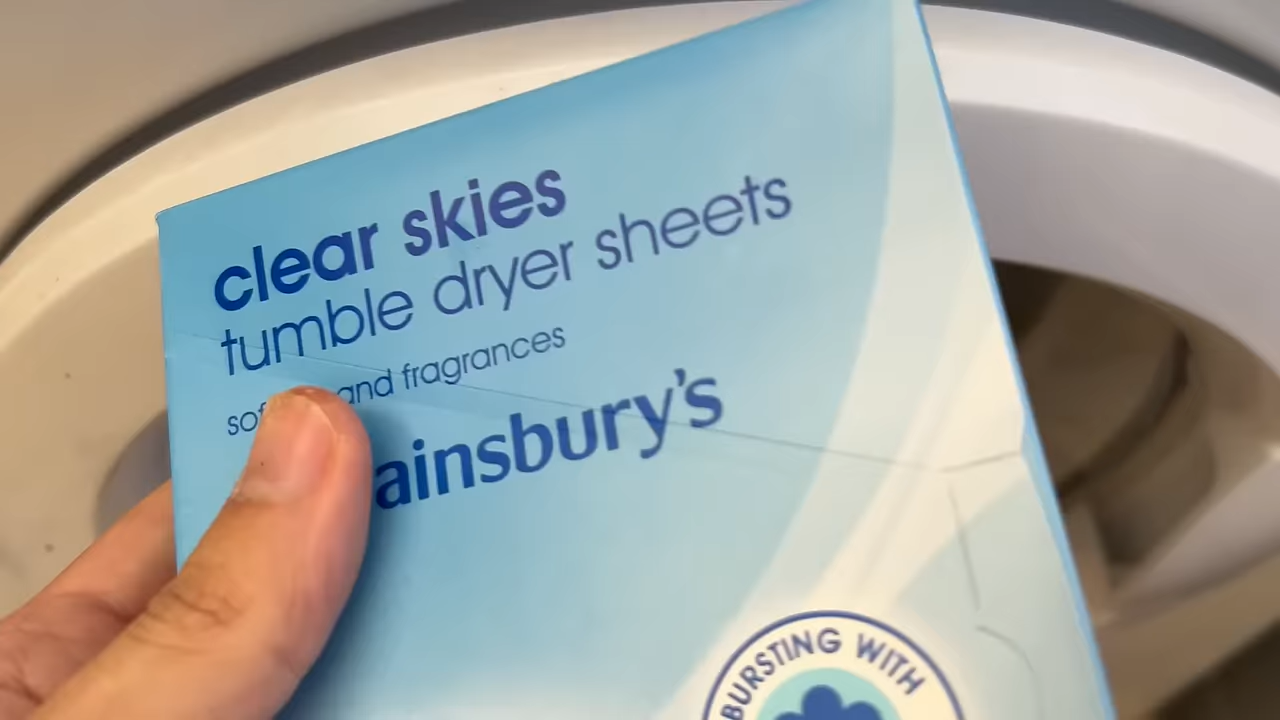 clear skies
tumble dryer sheets
and fragrances
ainsbury's
BURSTING WITH